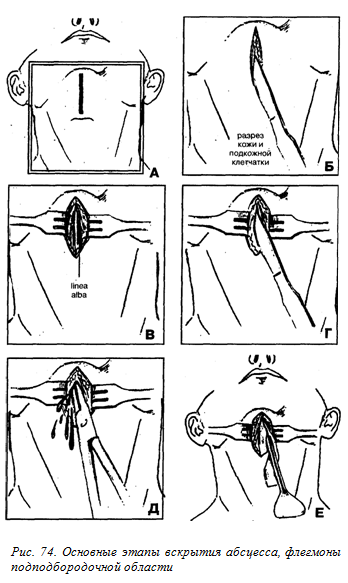 А
разрез
кожи и
подкожной
клетчатки
Б
linea
alba
В
Г
Д
Е
Рис. 74. Основные этапы вскрытия абсцесса, флегмоны
подподбородочной области